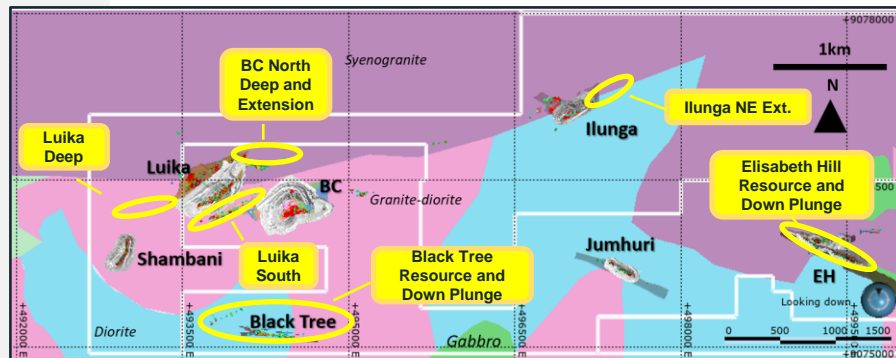 +9078000
Syenogranite
1km
N
BC North
Deep and
Extension
Ilunga NE Ext.
Ilunga
Luika
Deep
Luika
BC
Granite-diorite
500
Elisabeth Hill
Resource and
Down Plunge
Shambani
Luika
South
Black Tree
Resource and
Down Plunge
Jumhuri
EH
Looking down
Black Tree
Diorite
Gabbro
0 500 1000 1500
+492000 E
+493500 E
+495000 E
+496500 E
+498000 E
+9075000